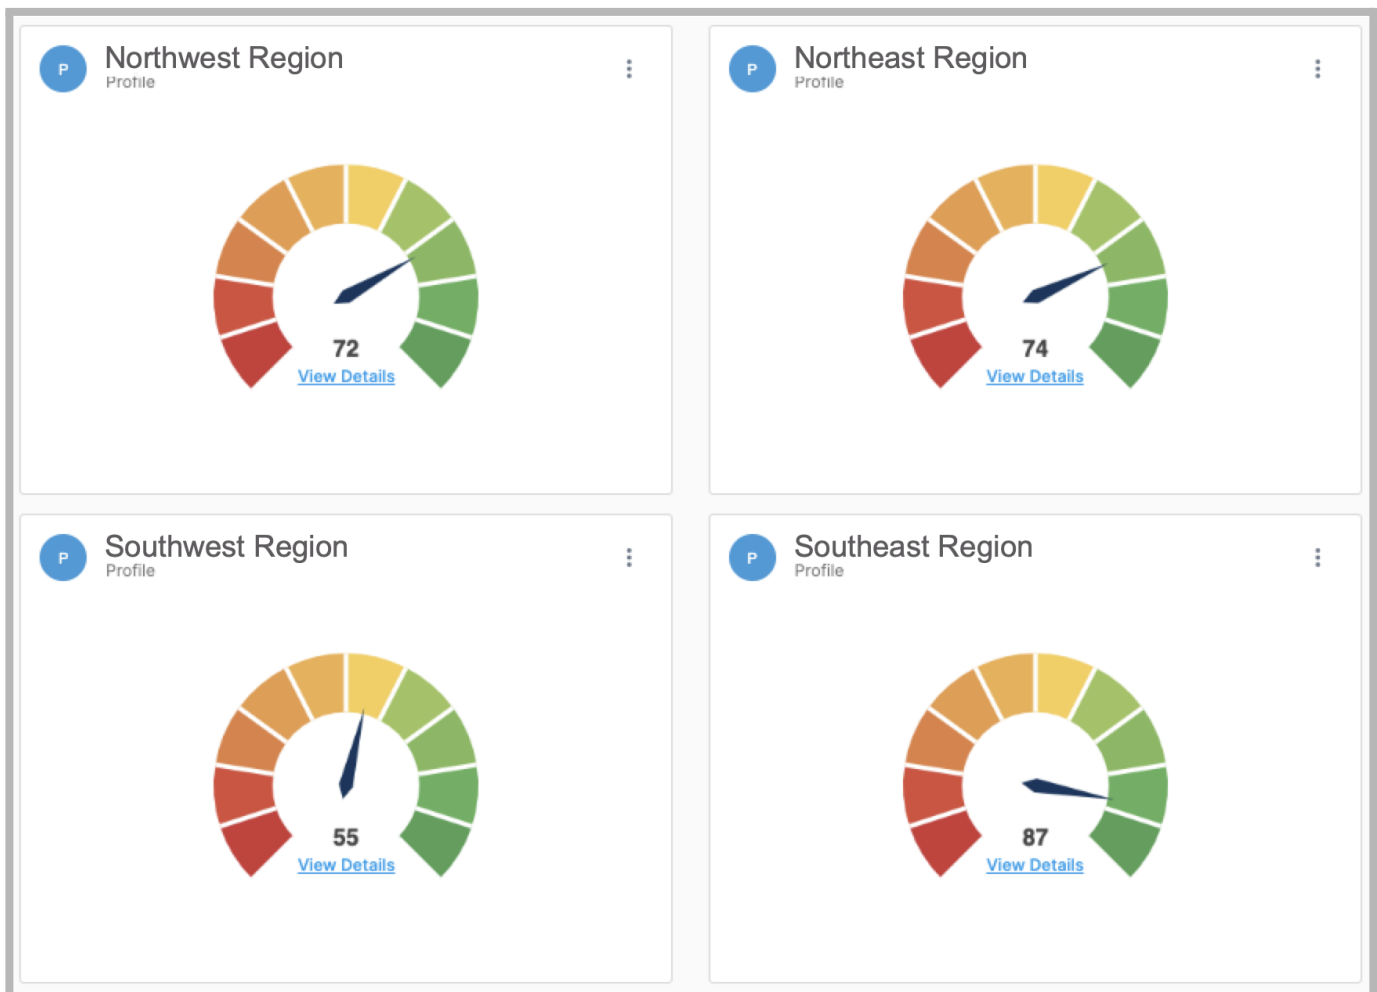 P
Northwest Region
Profile
72
View Details
P
Northeast Region
Profile
74
View Details
P
Southwest Region
Profile
55
View Details
P
Southeast Region
Profile
87
View Details